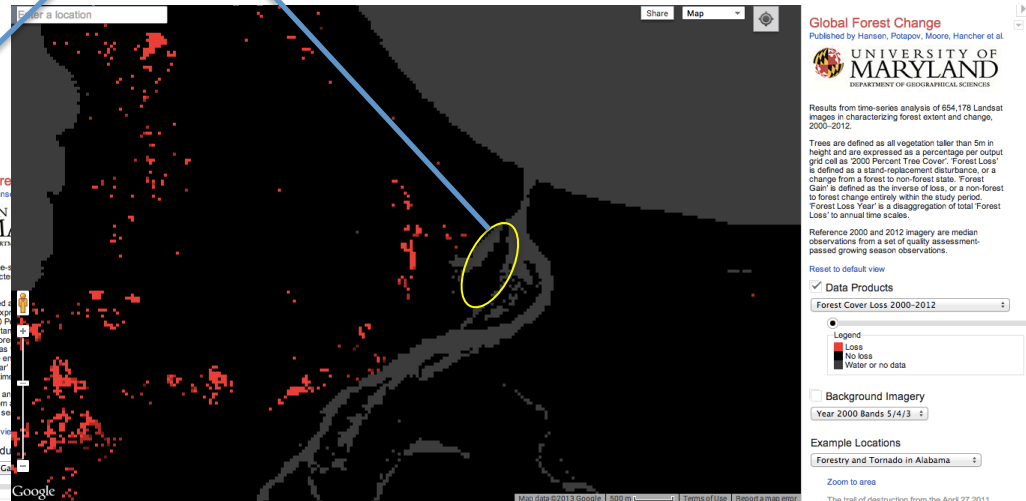 Enter a location
Share
Map
Google
Map data ©2013 Google
500 m
Terms of Use
Report a map error
Global Forest Change
Published by Hansen, Potapov, Moore, Hancher et al.
UNIVERSITY OF
MARYLAND
DEPARTMENT OF GEOGRAPHICAL SCIENCES
Results from time-series analysis of 654,178 Landsat
images in characterizing forest extent and change,
2000–2012.
Trees are defined as all vegetation taller than 5m in
height and are expressed as a percentage per output
grid cell as '2000 Percent Tree Cover'. 'Forest Loss'
is defined as a stand-replacement disturbance, or a
change from a forest to non-forest state. 'Forest
Gain' is defined as the inverse of loss, or a non-forest
to forest change entirely within the study period.
'Forest Loss Year' is a disaggregation of total 'Forest
Loss' to annual time scales.
Reference 2000 and 2012 imagery are median
observations from a set of quality assessment-
passed growing season observations.
Reset to default view
Data Products
Forest Cover Loss 2000–2012
Legend
Loss
No loss
Water or no data
Background Imagery
Year 2000 Bands 5/4/3
Example Locations
Forestry and Tornado in Alabama
Zoom to area
The trail of destruction from the April 27 2011